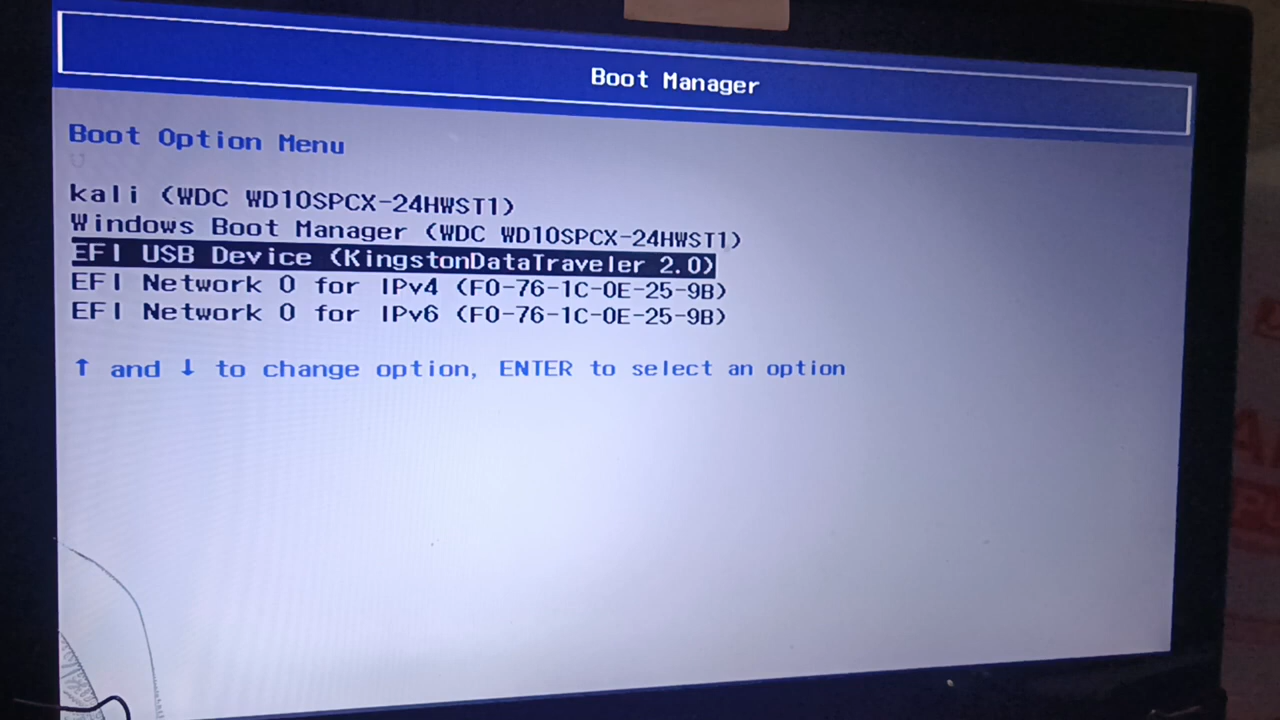 Boot Manager
Boot Option Menu
kali (WDC WD10SPCX-24HWST1)
Windows Boot Manager (WDC WD10SPCX-24HWST1)
EFI USB Device (KingstonDataTraveler 2.0)
EFI Network 0 for IPv4 (F0-76-1C-0E-25-9B)
EFI Network 0 for IPv6 (F0-76-1C-0E-25-9B)
↑ and ↓ to change option, ENTER to select an option